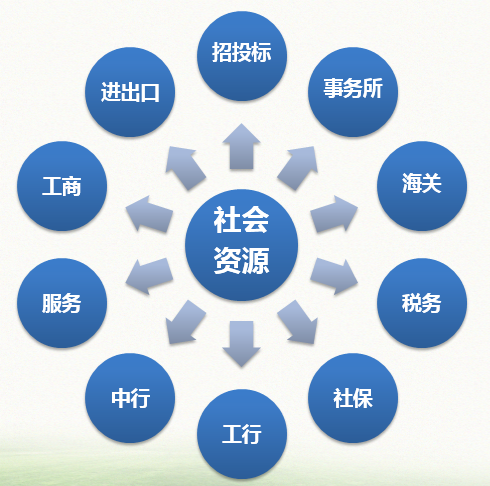 招投标
事务所
海关
税务
社保
工行
中行
服务
工商
进出口
社会
资源